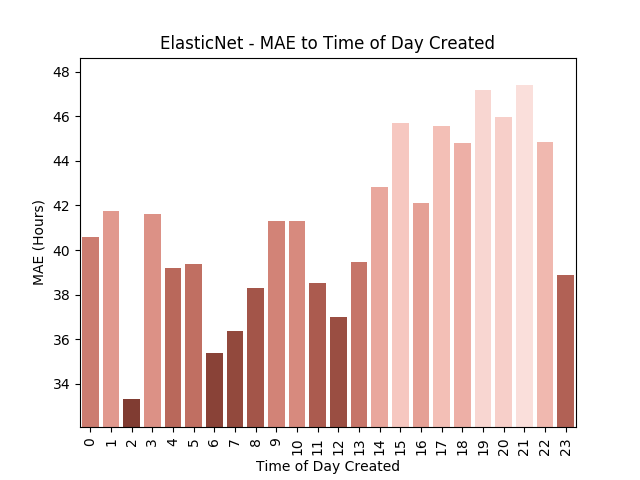 ElasticNet - MAE to Time of Day Created
MAE (Hours)
48
46
44
42
40
38
36
34
0 1 2 3 4 5 6 7 8 9 10 11 12 13 14 15 16 17 18 19 20 21 22 23
Time of Day Created